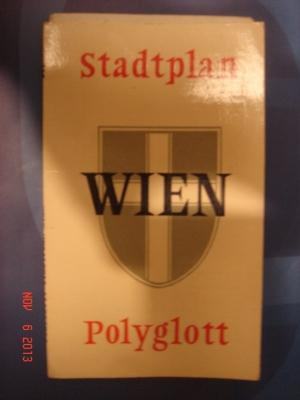 Stadtplan
WIEN
Polyglott
NOV 6 2013